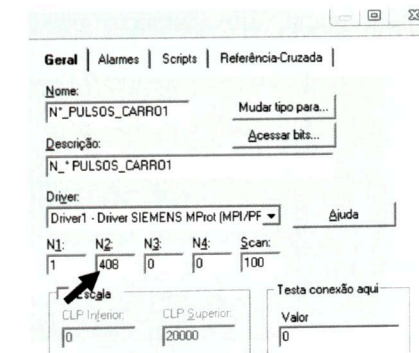 Geral Alarmes Scripts Referência-Cruzada
Nome:
N°_PULSOS_CARRO1
Mudar tipo para...
Acessar bits...
Descrição:
N_° PULSOS_CARRO1
Driver:
Driver1 - Driver SIEMENS MProt (MPI/PF
Ajuda
N1: N2: N3: N4: Scan:
1 408 0 0 100
Escala
Testa conexão aqui
CLP Inferior: CLP Superior:
Valor
0 20000 0